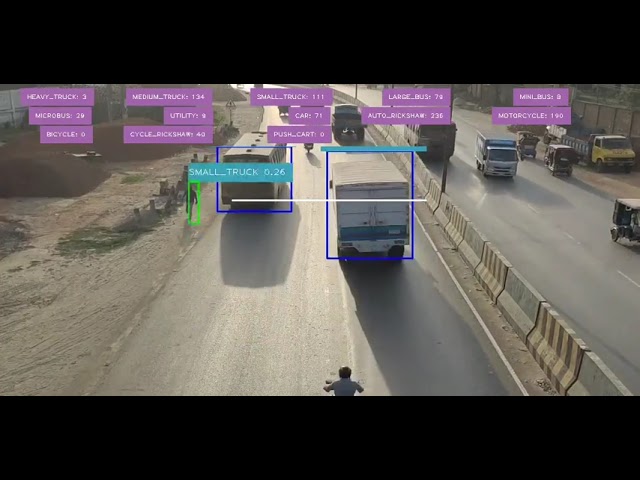 HEAVY_TRUCK: 3 MEDIUM_TRUCK: 134 SMALL_TRUCK: 111 LARGE_BUS: 79 MINI_BUS: 8
MICROBUS: 29 UTILITY: 9 CAR: 71 AUTO_RICKSHAW: 235 MOTORCYCLE: 190
BICYCLE: 0 CYCLE_RICKSHAW: 40 PUSH_CART: 0
SMALL_TRUCK 0.26